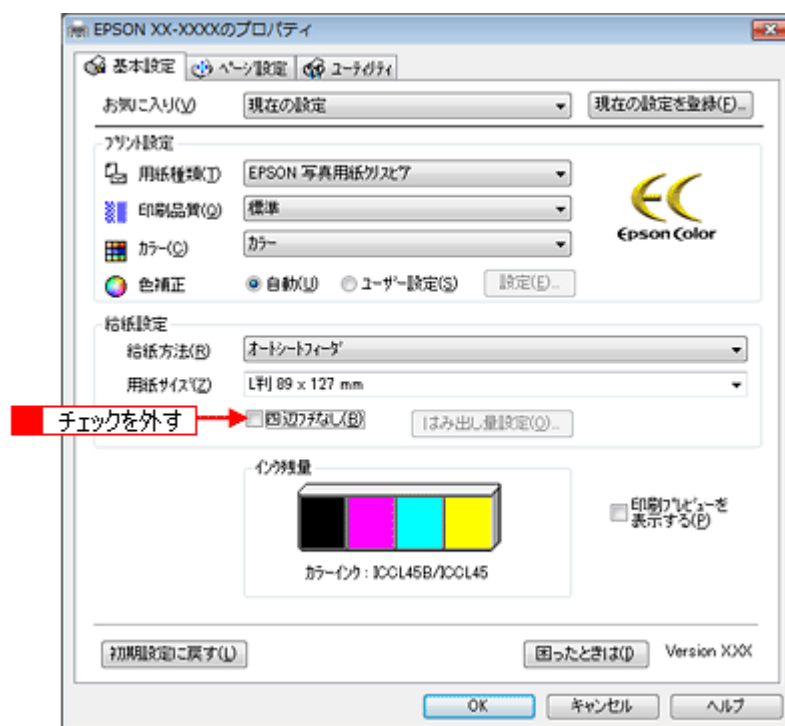 EPSON XX-XXXXのプロパティ
基本設定 ページ設定 ユーティリティ
お気に入り(V) 現在の設定 現在の設定を登録(F)...
プリント設定
用紙種類(T) EPSON 写真用紙クリスピア
印刷品質(Q) 標準
カラー(C) カラー
Epson Color
色補正 自動(U) ユーザー設定(S) 設定(E)...
給紙設定
給紙方法(R) オートシートフィーダ
用紙サイズ(Z) L判 89 x 127 mm
チェックを外す 四辺フチなし(B) はみ出し量設定(O)...
インク残量
印刷プレビューを
表示する(P)
カラーインク : ICCL45B/ICCL45
初期設定に戻す(L) 困ったときは(I) Version X.XX
OK キャンセル ヘルプ